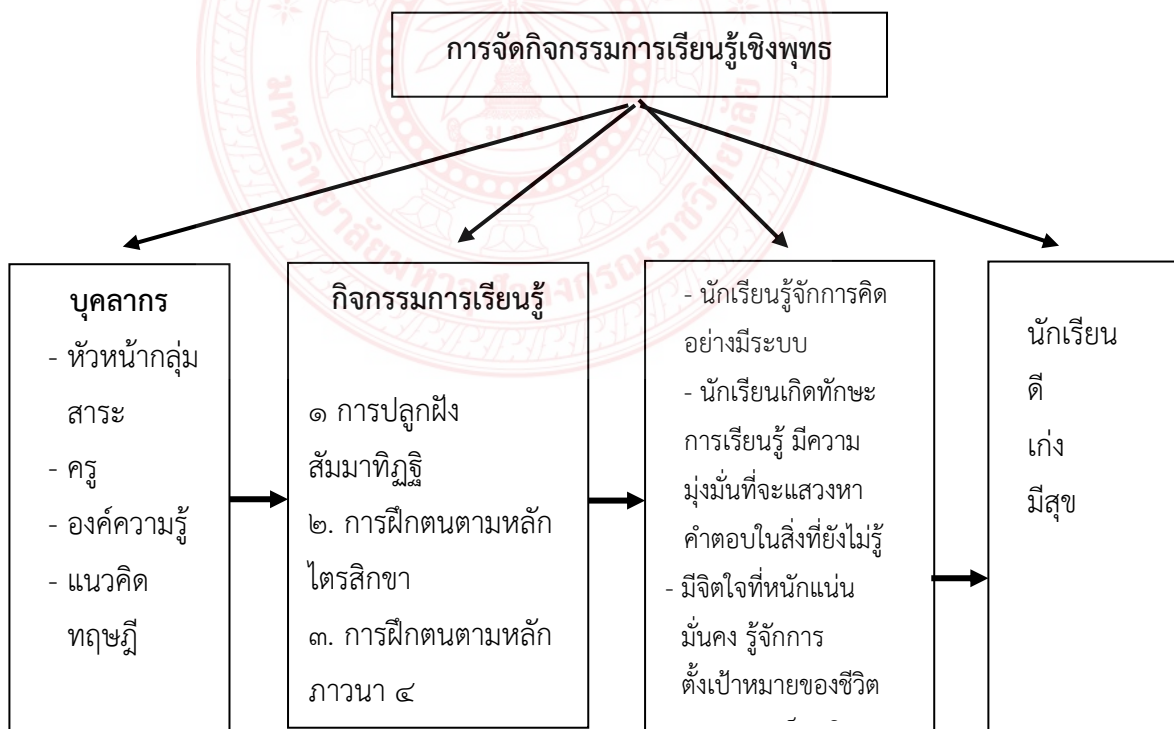 การจัดกิจกรรมการเรียนรู้เชิงพุทธ
บุคลากร
- หัวหน้ากลุ่ม
สาระ
- ครู
- องค์ความรู้
- แนวคิด
ทฤษฎี
กิจกรรมการเรียนรู้
๑ การปลูกฝัง
สัมมาทิฏฐิ
๒. การฝึกตนตามหลัก
ไตรสิกขา
๓. การฝึกตนตามหลัก
ภาวนา ๔
- นักเรียนรู้จักการคิด
อย่างมีระบบ
- นักเรียนเกิดทักษะ
การเรียนรู้ มีความ
มุ่งมั่นที่จะแสวงหา
คำตอบในสิ่งที่ยังไม่รู้
- มีจิตใจที่หนักแน่น
มั่นคง รู้จักการ
ตั้งเป้าหมายของชีวิต
นักเรียน
ดี
เก่ง
มีสุข